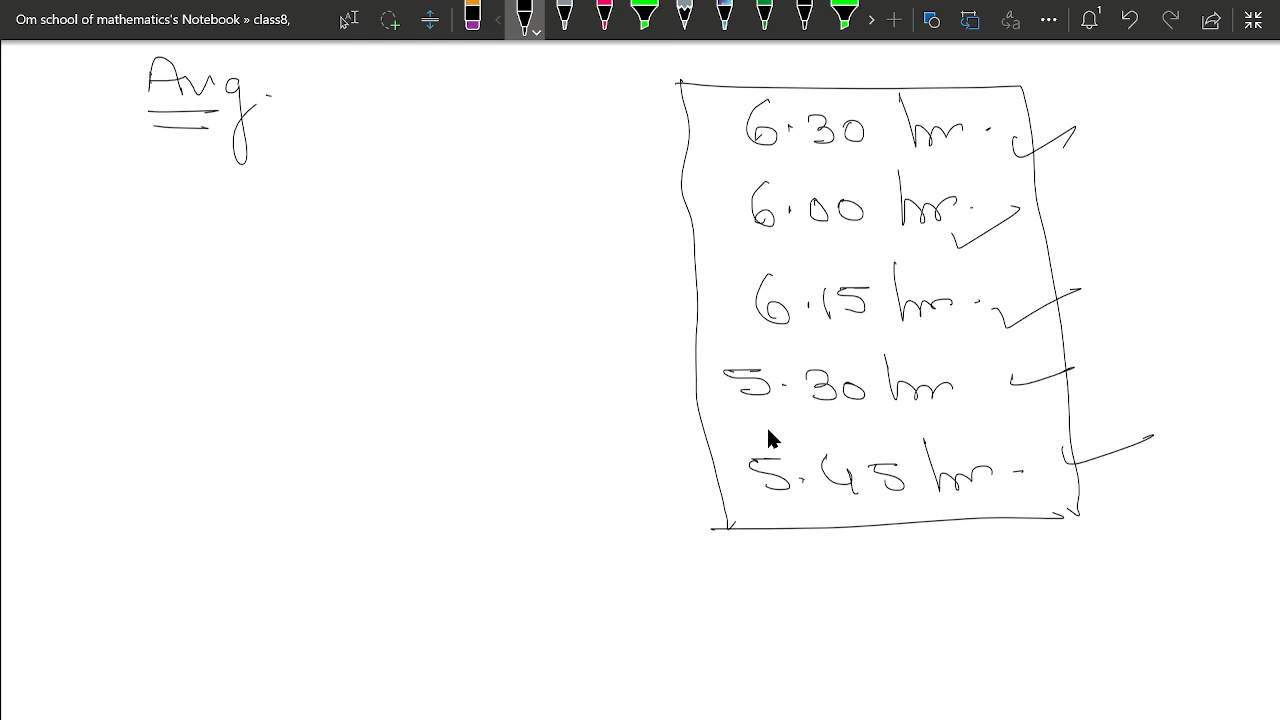 Om school of mathematics's Notebook » class8,
Avg.
6.30 hr.
6.00 hr.
6.15 hr.
5.30 hr
5.45 hr.